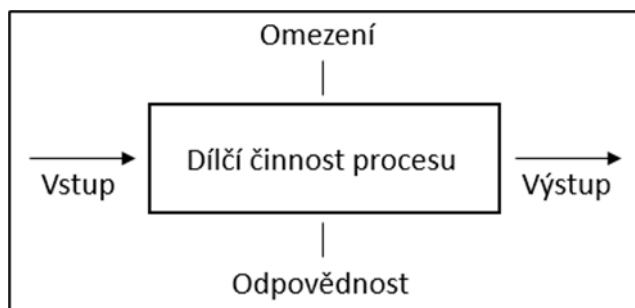 Omezení
Dílčí činnost procesu
Vstup
Výstup
Odpovědnost